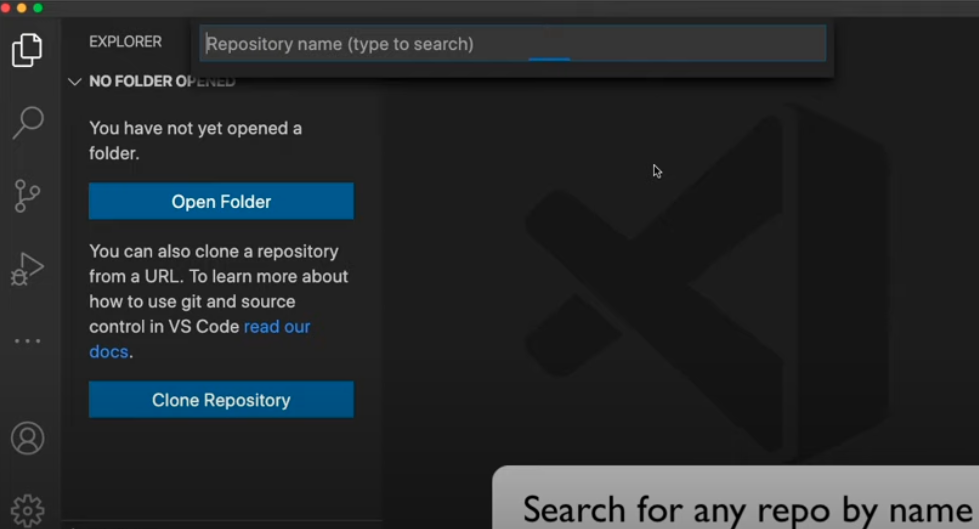 EXPLORER
Repository name (type to search)
NO FOLDER OPENED
You have not yet opened a
folder.
Open Folder
You can also clone a repository
from a URL. To learn more about
how to use git and source
control in VS Code read our
docs.
Clone Repository
Search for any repo by name